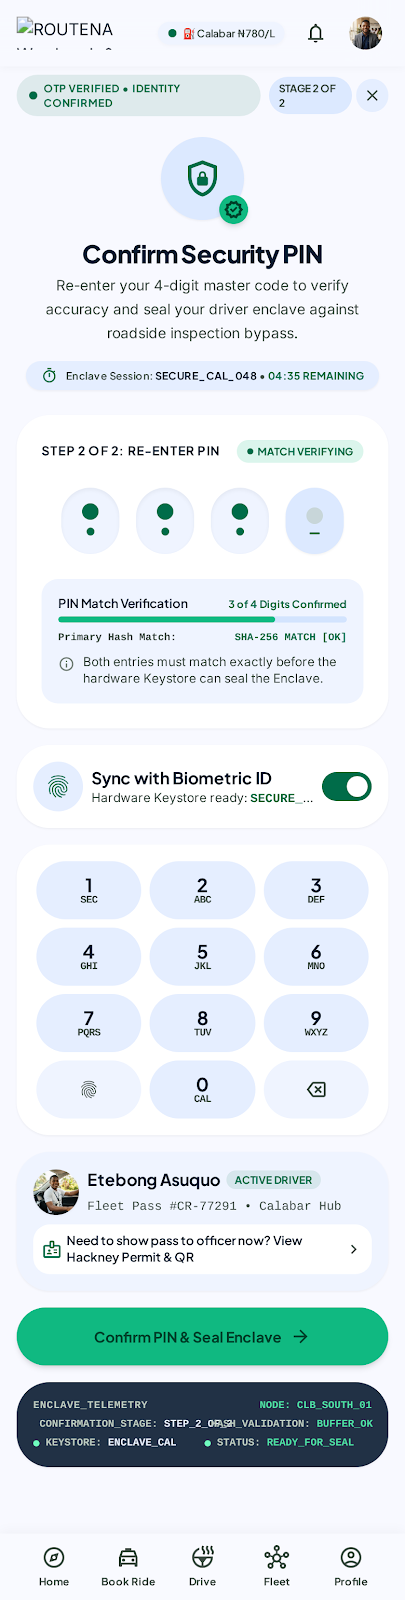 ROUTENA
Calabar ₦780/L
OTP VERIFIED • IDENTITY
CONFIRMED
STAGE 2 OF
2
Confirm Security PIN
Re-enter your 4-digit master code to verify
accuracy and seal your driver enclave against
roadside inspection bypass.
Enclave Session: SECURE_CAL_048 • 04:35 REMAINING
STEP 2 OF 2: RE-ENTER PIN
MATCH VERIFYING
PIN Match Verification
3 of 4 Digits Confirmed
Primary Hash Match:
SHA-256 MATCH [OK]
Both entries must match exactly before the
hardware Keystore can seal the Enclave.
Sync with Biometric ID
Hardware Keystore ready: SECURE_...
1
SEC
2
ABC
3
DEF
4
GHI
5
JKL
6
MNO
7
PQRS
8
TUV
9
WXYZ
0
CAL
Etebong Asuquo
ACTIVE DRIVER
Fleet Pass #CR-77291 • Calabar Hub
Need to show pass to officer now? View
Hackney Permit & QR
Confirm PIN & Seal Enclave
ENCLAVE_TELEMETRY
NODE: CLB_SOUTH_01
CONFIRMATION_STAGE: STEP_2_OF_2
HASH_VALIDATION: BUFFER_OK
KEYSTORE: ENCLAVE_CAL
STATUS: READY_FOR_SEAL
Home
Book Ride
Drive
Fleet
Profile